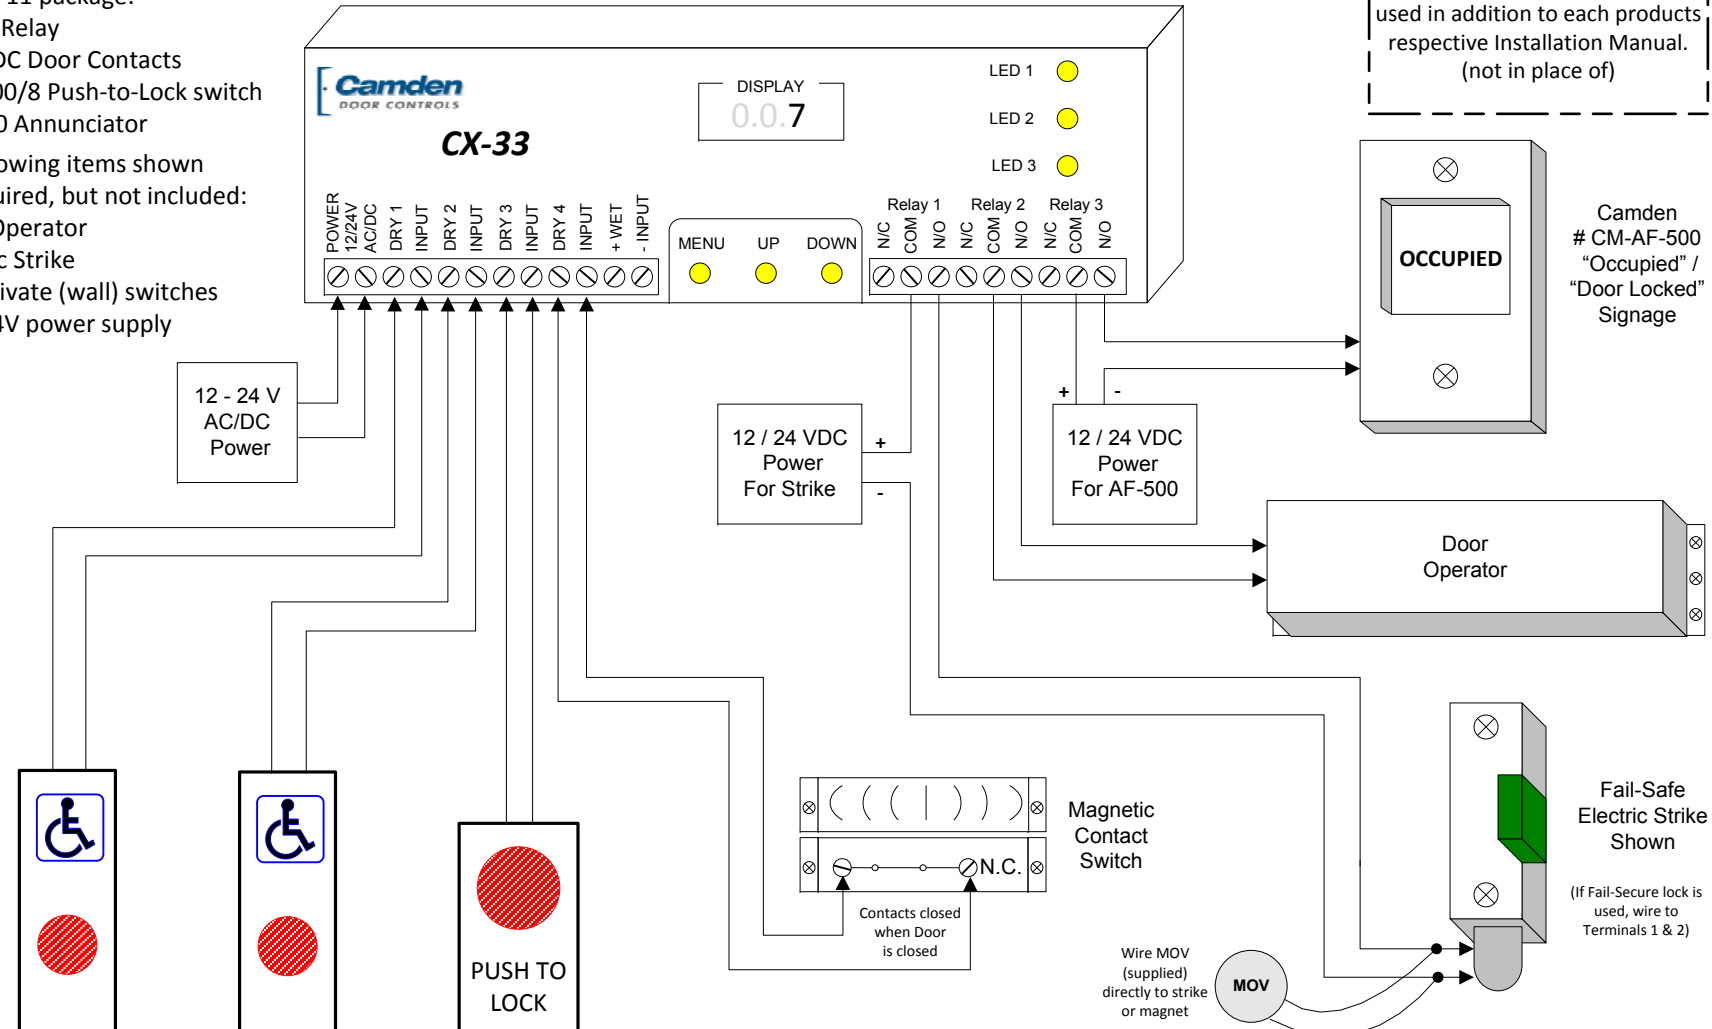 11 package:
Relay
DC Door Contacts
00/8 Push-to-Lock switch
0 Annunciator
owing items shown
uired, but not included:
Operator
c Strike
ivate (wall) switches
4V power supply
used in addition to each products
respective Installation Manual.
(not in place of)
Camden
DOOR CONTROLS
CX-33
DISPLAY
0.0.7
LED 1
LED 2
LED 3
POWER
12/24V
AC/DC
DRY 1
INPUT
DRY 2
INPUT
DRY 3
INPUT
DRY 4
INPUT
+ WET
- INPUT
MENU
UP
DOWN
Relay 1
Relay 2
Relay 3
N/C
COM
N/O
N/C
COM
N/O
N/C
COM
N/O
OCCUPIED
Camden
# CM-AF-500
“Occupied” /
“Door Locked”
Signage
12 - 24 V
AC/DC
Power
12 / 24 VDC
Power
For Strike
+
-
+
-
12 / 24 VDC
Power
For AF-500
Door
Operator
Magnetic
Contact
Switch
N.C.
Contacts closed
when Door
is closed
Fail-Safe
Electric Strike
Shown
(If Fail-Secure lock is
used, wire to
Terminals 1 & 2)
PUSH TO
LOCK
Wire MOV
(supplied)
directly to strike
or magnet
MOV